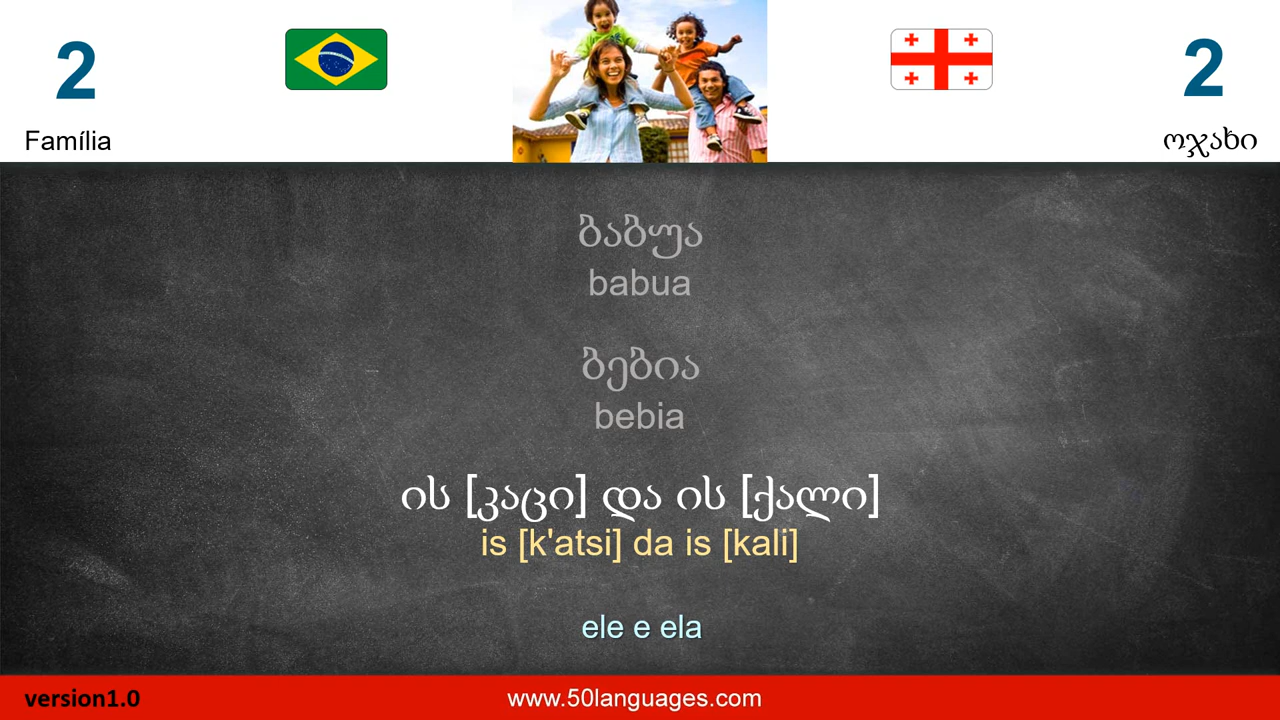 2
2
Família
ოჯახი
ბაბუა
babua
ბებია
bebia
ის [კაცი] და ის [ქალი]
is [k'atsi] da is [kali]
ele e ela
version1.0
www.50languages.com